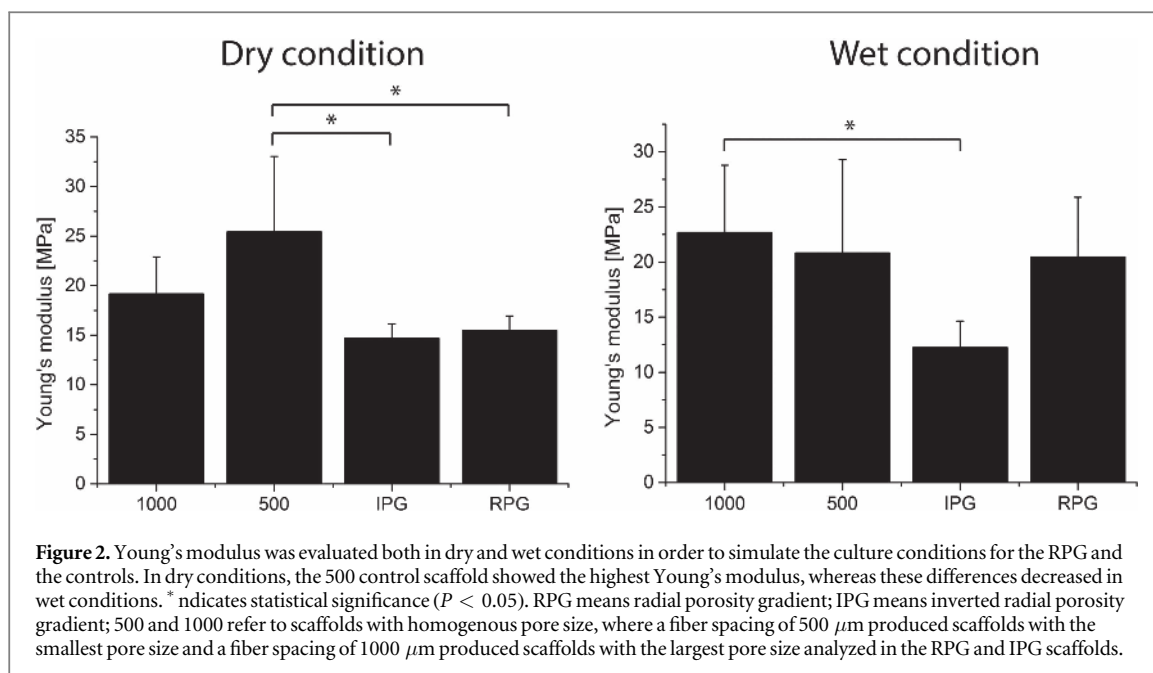 Dry condition
Wet condition
*
*
*
35
30
25
20
15
10
5
0
Young's modulus [MPa]
1000
500
IPG
RPG
30
25
20
15
10
5
0
Young's modulus [MPa]
1000
500
IPG
RPG
Figure 2. Young's modulus was evaluated both in dry and wet conditions in order to simulate the culture conditions for the RPG and
the controls. In dry conditions, the 500 control scaffold showed the highest Young's modulus, whereas these differences decreased in
wet conditions. * ndicates statistical significance (P < 0.05). RPG means radial porosity gradient; IPG means inverted radial porosity
gradient; 500 and 1000 refer to scaffolds with homogenous pore size, where a fiber spacing of 500 μm produced scaffolds with the
smallest pore size and a fiber spacing of 1000 μm produced scaffolds with the largest pore size analyzed in the RPG and IPG scaffolds.